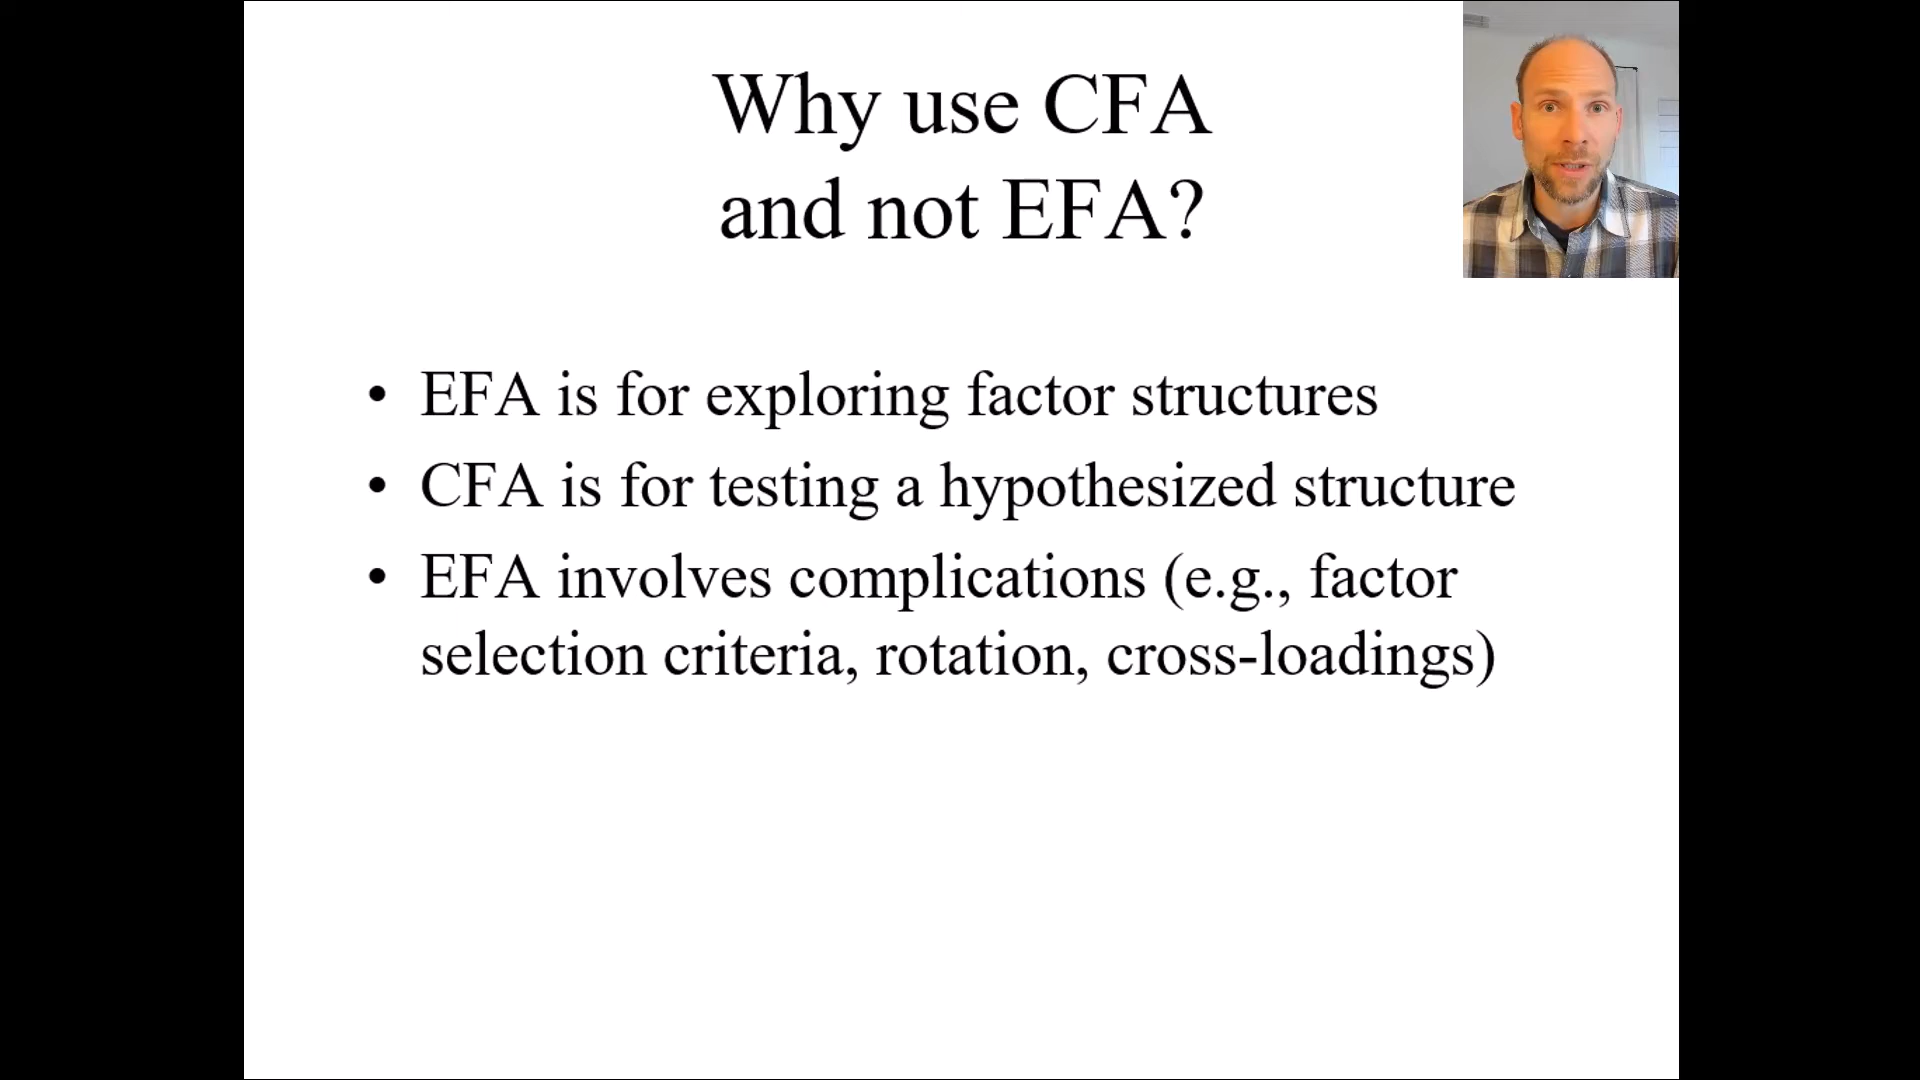 Why use CFA
and not EFA?
• EFA is for exploring factor structures
• CFA is for testing a hypothesized structure
• EFA involves complications (e.g., factor
selection criteria, rotation, cross-loadings)